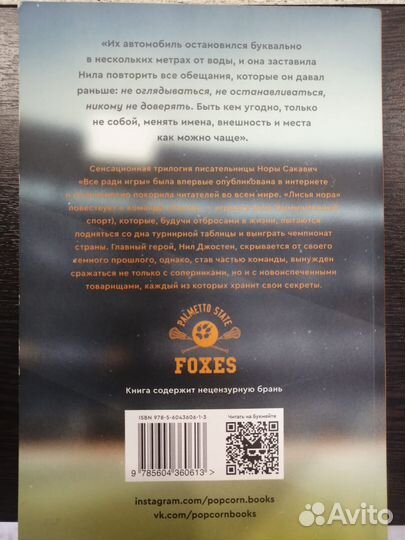 «Их автомобиль остановился буквально
в нескольких метрах от воды, и она заставила
Нила повторить все обещания, которые он давал
раньше: не оглядываться, не останавливаться,
никому не доверять. Быть кем угодно, только
не собой, менять имена, внешность и места
как можно чаще».
Сенсационная трилогия писательницы Норы Сакавич
«Все ради игры» была впервые опубликована в интернете
и покорила читателей во всем мире. «Лисья нора»
повествует о
спорт), которые, будучи отбросами в жизни, пытаются
подняться со дна турнирной таблицы и выиграть чемпионат
страны. Главный герой, Нил Джостен, скрывается от своего
темного прошлого, однако, став частью команды, вынужден
сражаться не только с соперниками, но и с новоиспеченными
товарищами, каждый из которых хранит свои секреты.
PALMETTO STATE
FOXES
Книга содержит нецензурную брань
ISBN 978-5-6043606-1-3
Читать на Букмейте
9 785604 360613 >
instagram.com/popcorn.books
vk.com/popcornbooks
Avito